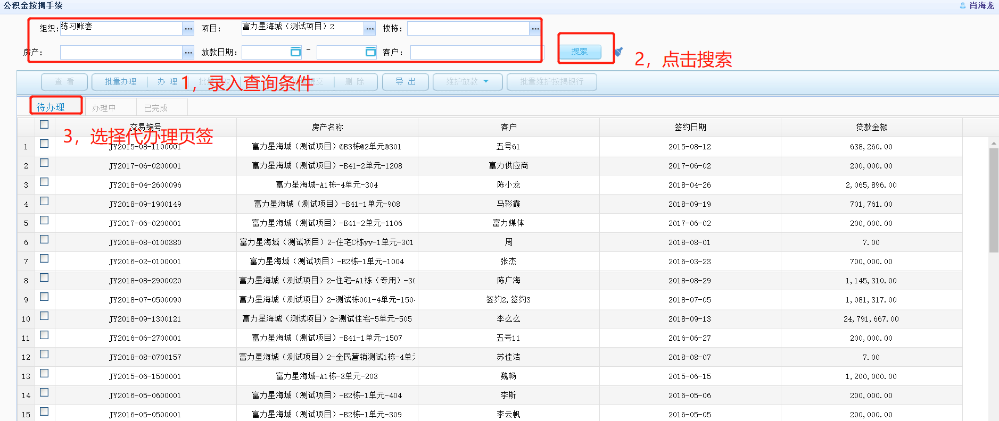 公积金按揭手续 肖海龙
组织: 练习账套 ... 项目: 富力星海城（测试项目）2 ... 楼栋: ...
房产: ... 放款日期: - 客户: 搜索 2，点击搜索
查 看 批量办理 办 理 1，录入查询条件 删 除 导 出 维护放款 批量维护按揭银行
待办理 办理中 已完成
交易编号 房产名称 客户 签约日期 贷款金额
3，选择代办理页签
1 JY2015-08-1100001 富力星海城（测试项目）@B3栋@2单元@301 五号61 2015-08-12 638,260.00
2 JY2017-06-0200001 富力星海城（测试项目）-B41-2单元-1208 富力供应商 2017-06-02 200,000.00
3 JY2018-04-2600096 富力星海城-A1栋-4单元-304 陈小龙 2018-04-26 2,065,896.00
4 JY2018-09-1900149 富力星海城（测试项目）-B41-1单元-908 马彩霞 2018-09-19 701,761.00
5 JY2017-06-0200001 富力星海城（测试项目）-B41-2单元-1106 富力媒体 2017-06-02 200,000.00
6 JY2018-08-0100380 富力星海城（测试项目）2-住宅C栋yy-1单元-301 周 2018-08-01 7.00
7 JY2016-02-0100001 富力星海城（测试项目）-B2栋-1单元-1004 张杰 2016-03-23 700,000.00
8 JY2018-08-2900020 富力星海城（测试项目）2-住宅-A1栋（专用）-30 陈广海 2018-08-29 1,145,310.00
9 JY2018-07-0500090 富力星海城（测试项目）2-测试栋001-4单元-150 签约2,签约3 2018-07-05 1,081,317.00
10 JY2018-09-1300121 富力星海城（测试项目）2-测试住宅-5单元-505 李么么 2018-09-13 24,791,667.00
11 JY2016-06-2700001 富力星海城（测试项目）-B41-1单元-1507 五号11 2016-06-27 200,000.00
12 JY2018-08-0700157 富力星海城（测试项目）2-全民营销测试1栋-4单 苏佳洁 2018-08-07 7.00
13 JY2015-06-1500001 富力星海城-A1栋-3单元-203 魏畅 2015-06-15 1,200,000.00
14 JY2016-05-0600001 富力星海城（测试项目）-B2栋-1单元-404 李斯 2016-05-06 200,000.00
15 JY2016-05-0500001 富力星海城（测试项目）-B2栋-1单元-309 李云帆 2016-05-05 200,000.00